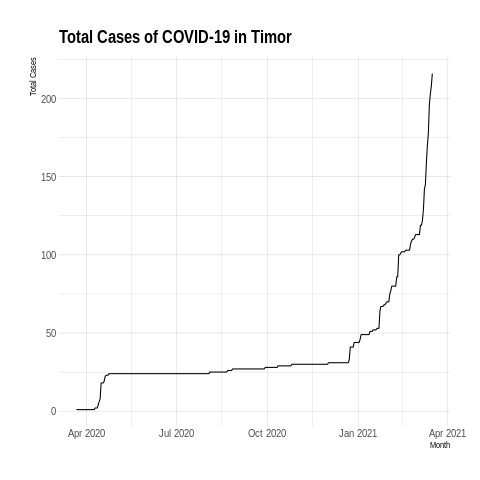 Total Cases of COVID-19 in Timor
Total Cases
200
150
100
50
0
Apr 2020
Jul 2020
Oct 2020
Jan 2021
Apr 2021
Month